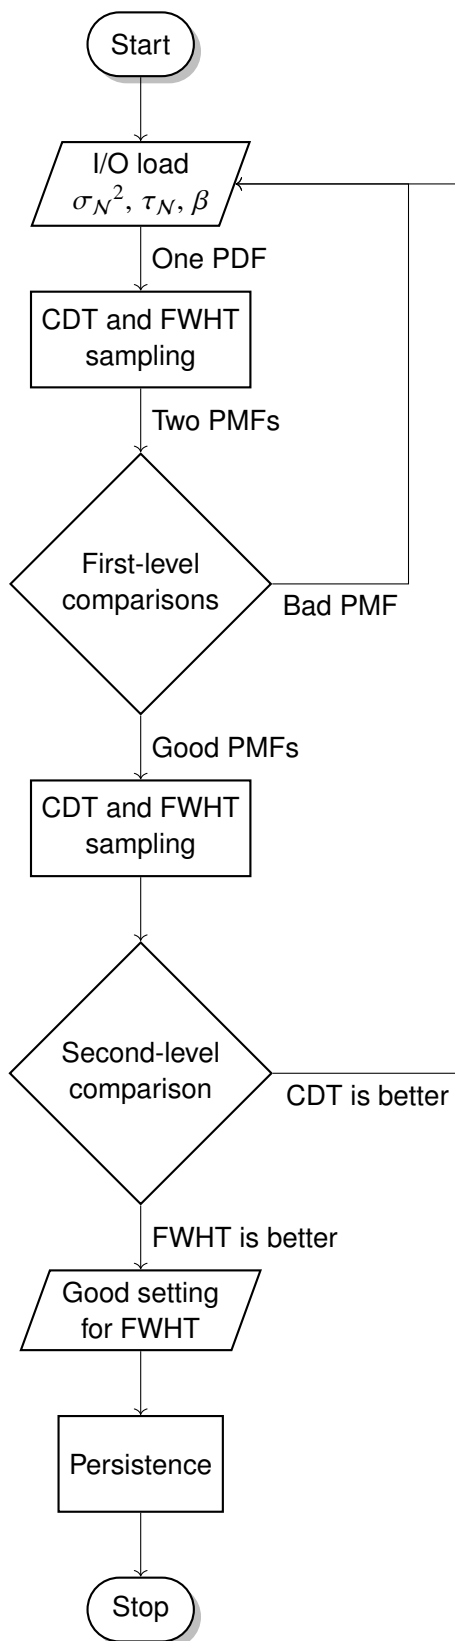 Start
I/O load
σ𝒩², τ𝒩, β
One PDF
CDT and FWHT
sampling
Two PMFs
First-level
comparisons
Bad PMF
Good PMFs
CDT and FWHT
sampling
Second-level
comparison
CDT is better
FWHT is better
Good setting
for FWHT
Persistence
Stop